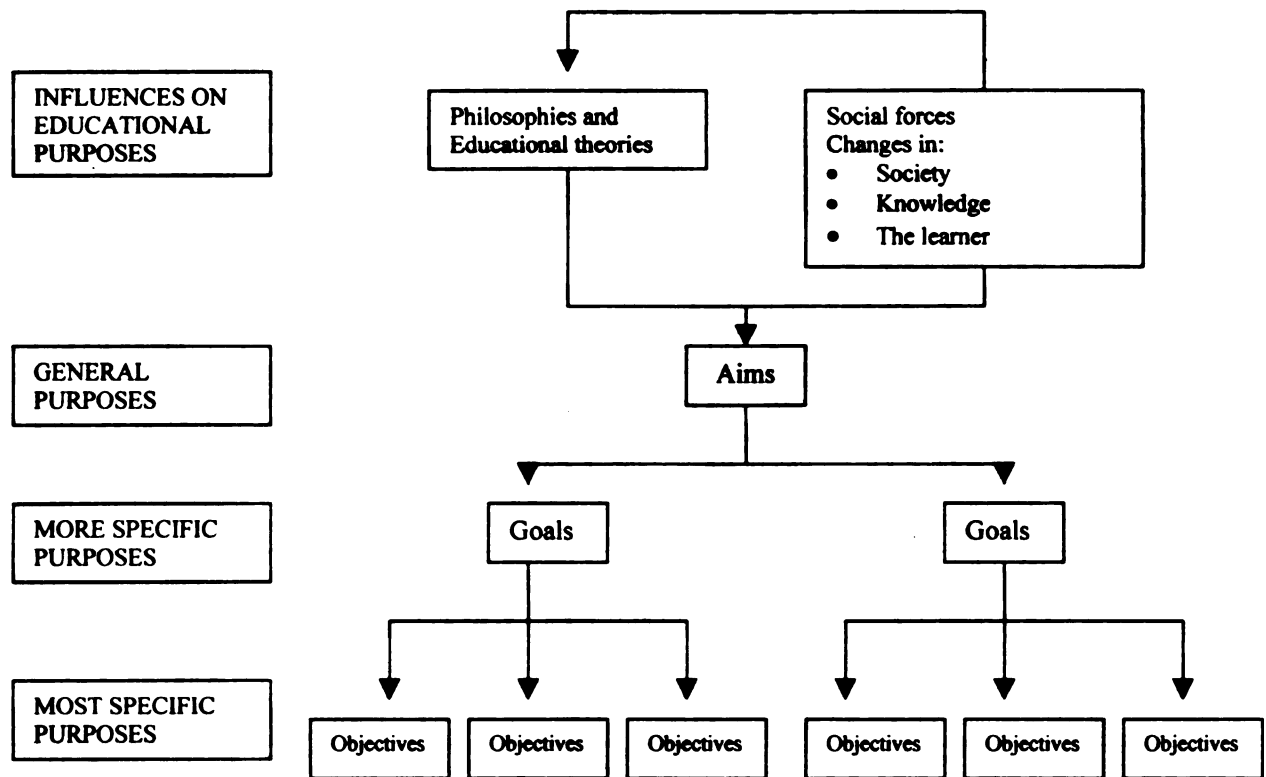 INFLUENCES ON
EDUCATIONAL
PURPOSES
Philosophies and
Educational theories
Social forces
Changes in:
• Society
• Knowledge
• The learner
GENERAL
PURPOSES
Aims
MORE SPECIFIC
PURPOSES
Goals
Goals
MOST SPECIFIC
PURPOSES
Objectives
Objectives
Objectives
Objectives
Objectives
Objectives